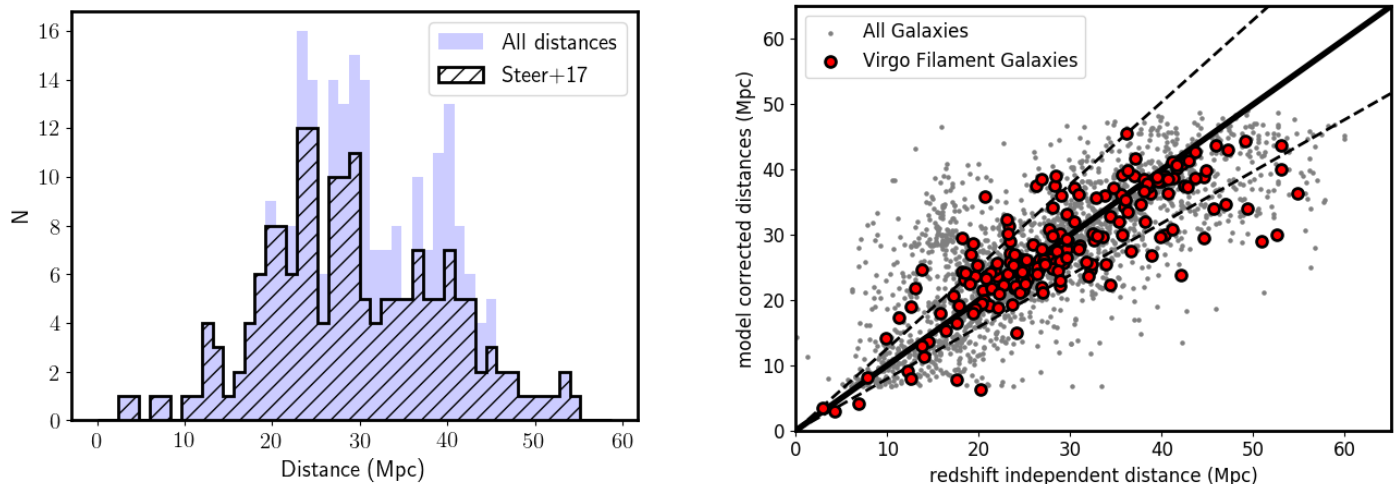 16
14
12
10
8
6
4
2
0
N
All distances
Steer+17
0 10 20 30 40 50 60
Distance (Mpc)
60
50
40
30
20
10
0
model corrected distances (Mpc)
All Galaxies
Virgo Filament Galaxies
0 10 20 30 40 50 60
redshift independent distance (Mpc)